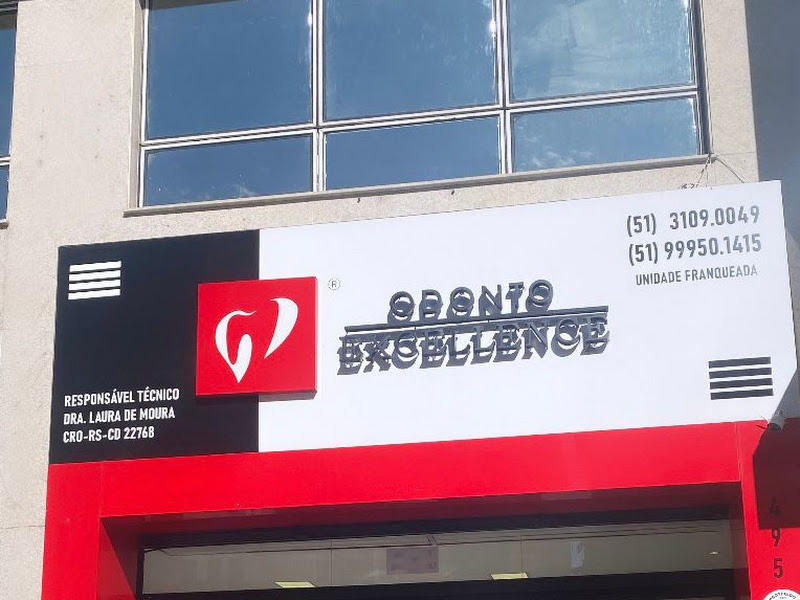 (51) 3109.0049
(51) 99950.1415
UNIDADE FRANQUEADA
®
ODONTO
EXCELLENCE
RESPONSÁVEL TÉCNICO
DRA. LAURA DE MOURA
CRO-RS-CD 22768
495